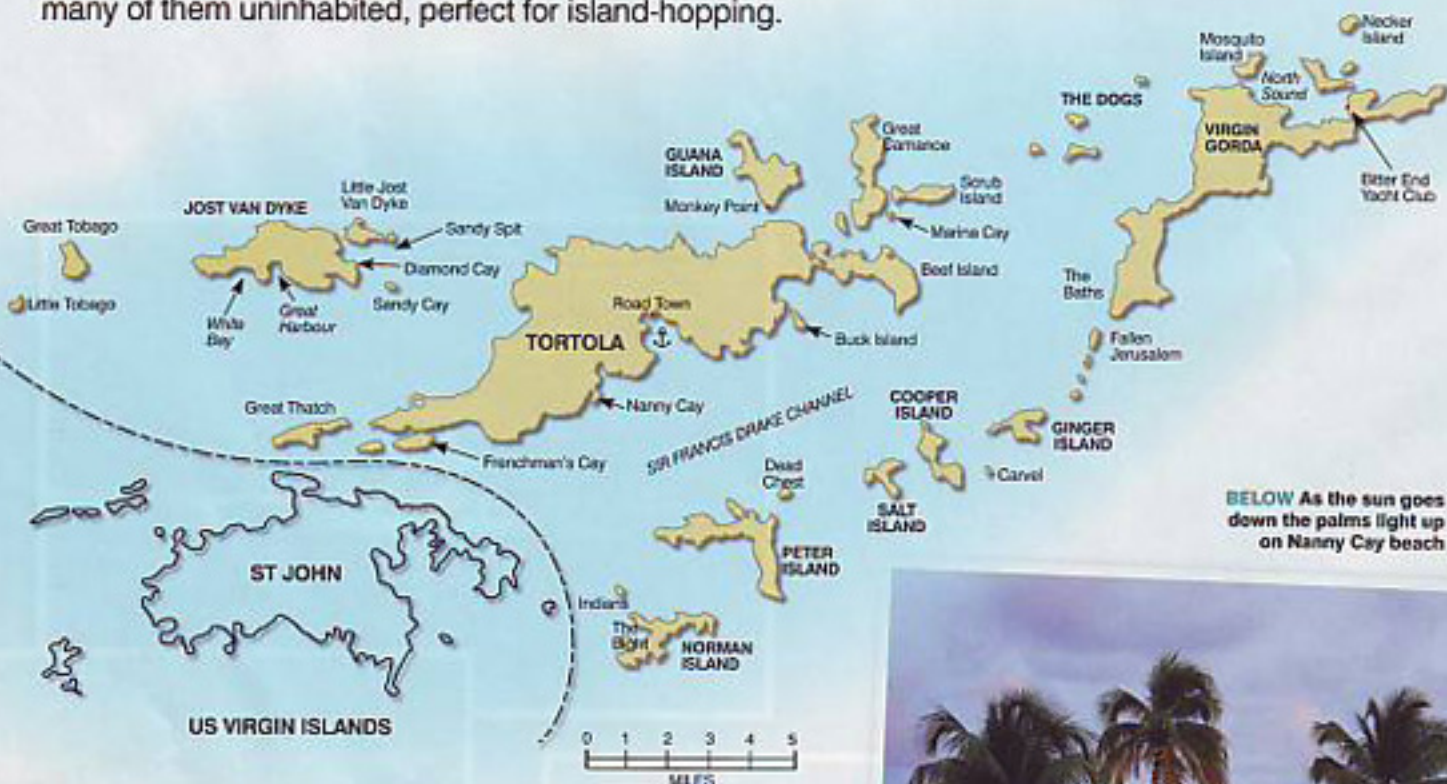 many of them uninhabited, perfect for island-hopping.
Necker
Island
Mosquito
Island
North
Sound
THE DOGS
VIRGIN
GORDA
Bitter End
Yacht Club
GUANA
ISLAND
Great
Camanoe
Monkey Point
Scrub
Island
Marina Cay
Beef Island
Little Jost
Van Dyke
JOST VAN DYKE
Sandy Spit
Great Tobago
Diamond Cay
Little Tobago
Sandy Cay
White
Bay
Great
Harbour
The
Baths
Road Town
TORTOLA
Buck Island
Fallen
Jerusalem
Great Thatch
Nanny Cay
COOPER
ISLAND
SIR FRANCIS DRAKE CHANNEL
GINGER
ISLAND
Frenchman's Cay
Dead
Chest
Carvel
SALT
ISLAND
BELOW As the sun goes
down the palms light up
on Nanny Cay beach
ST JOHN
PETER
ISLAND
Indians
The
Bight
NORMAN
ISLAND
US VIRGIN ISLANDS
0 1 2 3 4 5
MILES